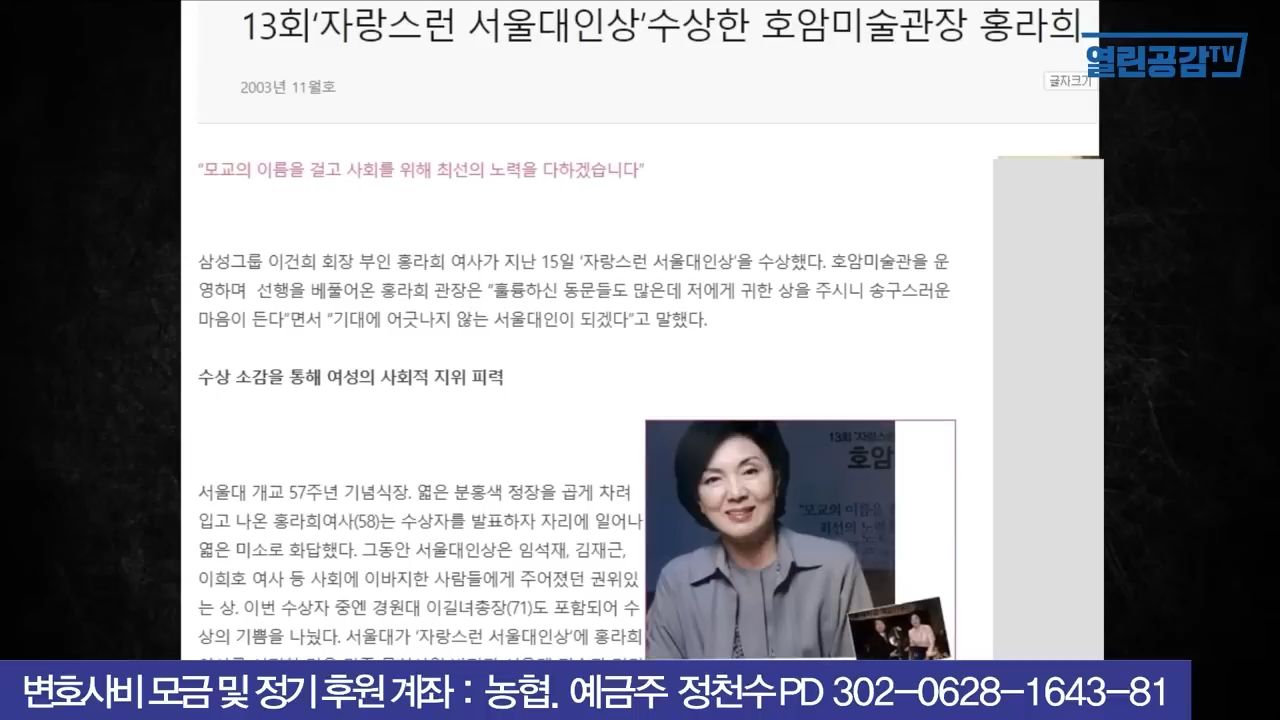 13회‘자랑스런 서울대인상’수상한 호암미술관장 홍라희
열린공감TV
2003년 11월호
글자크기
“모교의 이름을 걸고 사회를 위해 최선의 노력을 다하겠습니다”
삼성그룹 이건희 회장 부인 홍라희 여사가 지난 15일 ‘자랑스런 서울대인상’을 수상했다. 호암미술관을 운
영하며 선행을 베풀어온 홍라희 관장은 “훌륭하신 동문들도 많은데 저에게 귀한 상을 주시니 송구스러운
마음이 든다”면서 “기대에 어긋나지 않는 서울대인이 되겠다”고 말했다.
수상 소감을 통해 여성의 사회적 지위 피력
서울대 개교 57주년 기념식장. 엷은 분홍색 정장을 곱게 차려
입고 나온 홍라희여사(58)는 수상자를 발표하자 자리에 일어나
엷은 미소로 화답했다. 그동안 서울대인상은 임석재, 김재근,
이희호 여사 등 사회에 이바지한 사람들에게 주어졌던 권위있
는 상. 이번 수상자 중엔 경원대 이길녀총장(71)도 포함되어 수
상의 기쁨을 나눴다. 서울대가 ‘자랑스런 서울대인상’에 홍라희
13회 ‘자랑스
호암
“모교의 이름을
최선의 노력
변호사비 모금 및 정기 후원 계좌 : 농협. 예금주 정천수PD 302-0628-1643-81